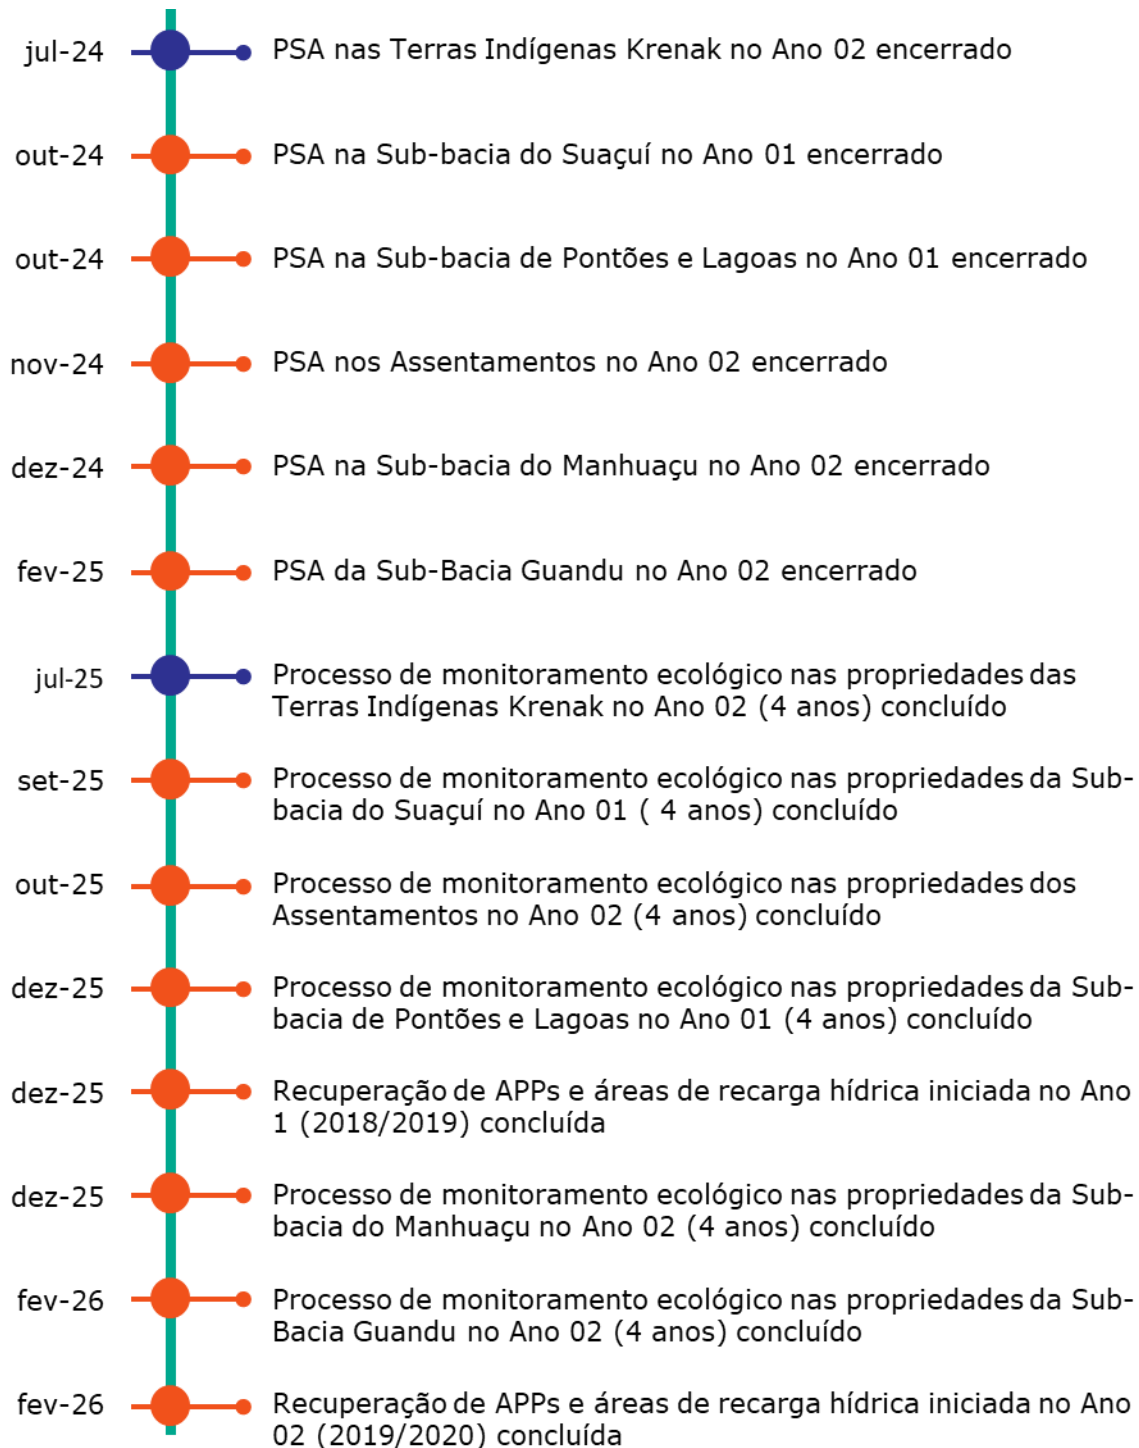 jul-24 PSA nas Terras Indígenas Krenak no Ano 02 encerrado
out-24 PSA na Sub-bacia do Suaçuí no Ano 01 encerrado
out-24 PSA na Sub-bacia de Pontões e Lagoas no Ano 01 encerrado
nov-24 PSA nos Assentamentos no Ano 02 encerrado
dez-24 PSA na Sub-bacia do Manhuaçu no Ano 02 encerrado
fev-25 PSA da Sub-Bacia Guandu no Ano 02 encerrado
jul-25 Processo de monitoramento ecológico nas propriedades das
Terras Indígenas Krenak no Ano 02 (4 anos) concluído
set-25 Processo de monitoramento ecológico nas propriedades da Sub-
bacia do Suaçuí no Ano 01 ( 4 anos) concluído
out-25 Processo de monitoramento ecológico nas propriedades dos
Assentamentos no Ano 02 (4 anos) concluído
dez-25 Processo de monitoramento ecológico nas propriedades da Sub-
bacia de Pontões e Lagoas no Ano 01 (4 anos) concluído
dez-25 Recuperação de APPs e áreas de recarga hídrica iniciada no Ano
1 (2018/2019) concluída
dez-25 Processo de monitoramento ecológico nas propriedades da Sub-
bacia do Manhuaçu no Ano 02 (4 anos) concluído
fev-26 Processo de monitoramento ecológico nas propriedades da Sub-
Bacia Guandu no Ano 02 (4 anos) concluído
fev-26 Recuperação de APPs e áreas de recarga hídrica iniciada no Ano
02 (2019/2020) concluída